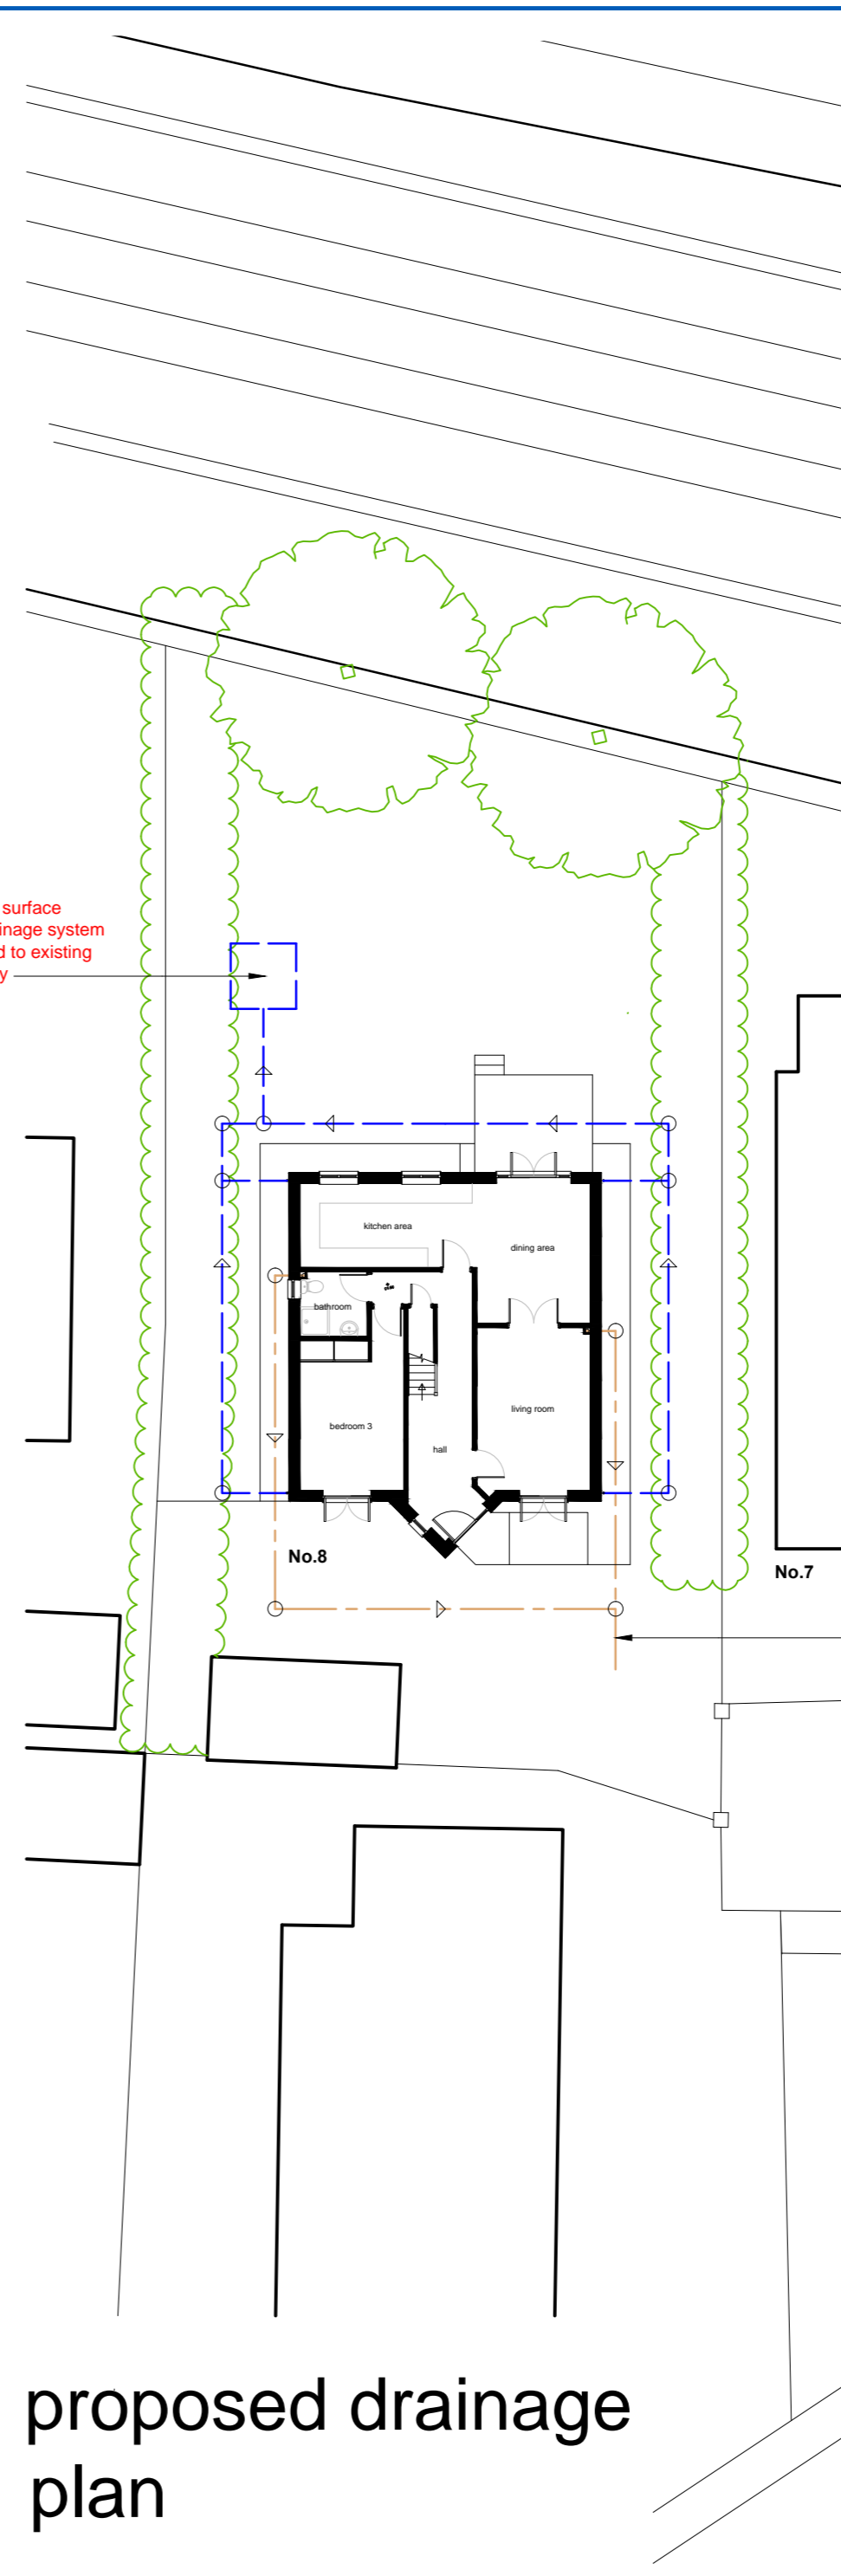 surface
inage system
d to existing
y
kitchen area
dining area
bathroom
bedroom 3
living room
hall
No.8
No.7
proposed drainage
plan